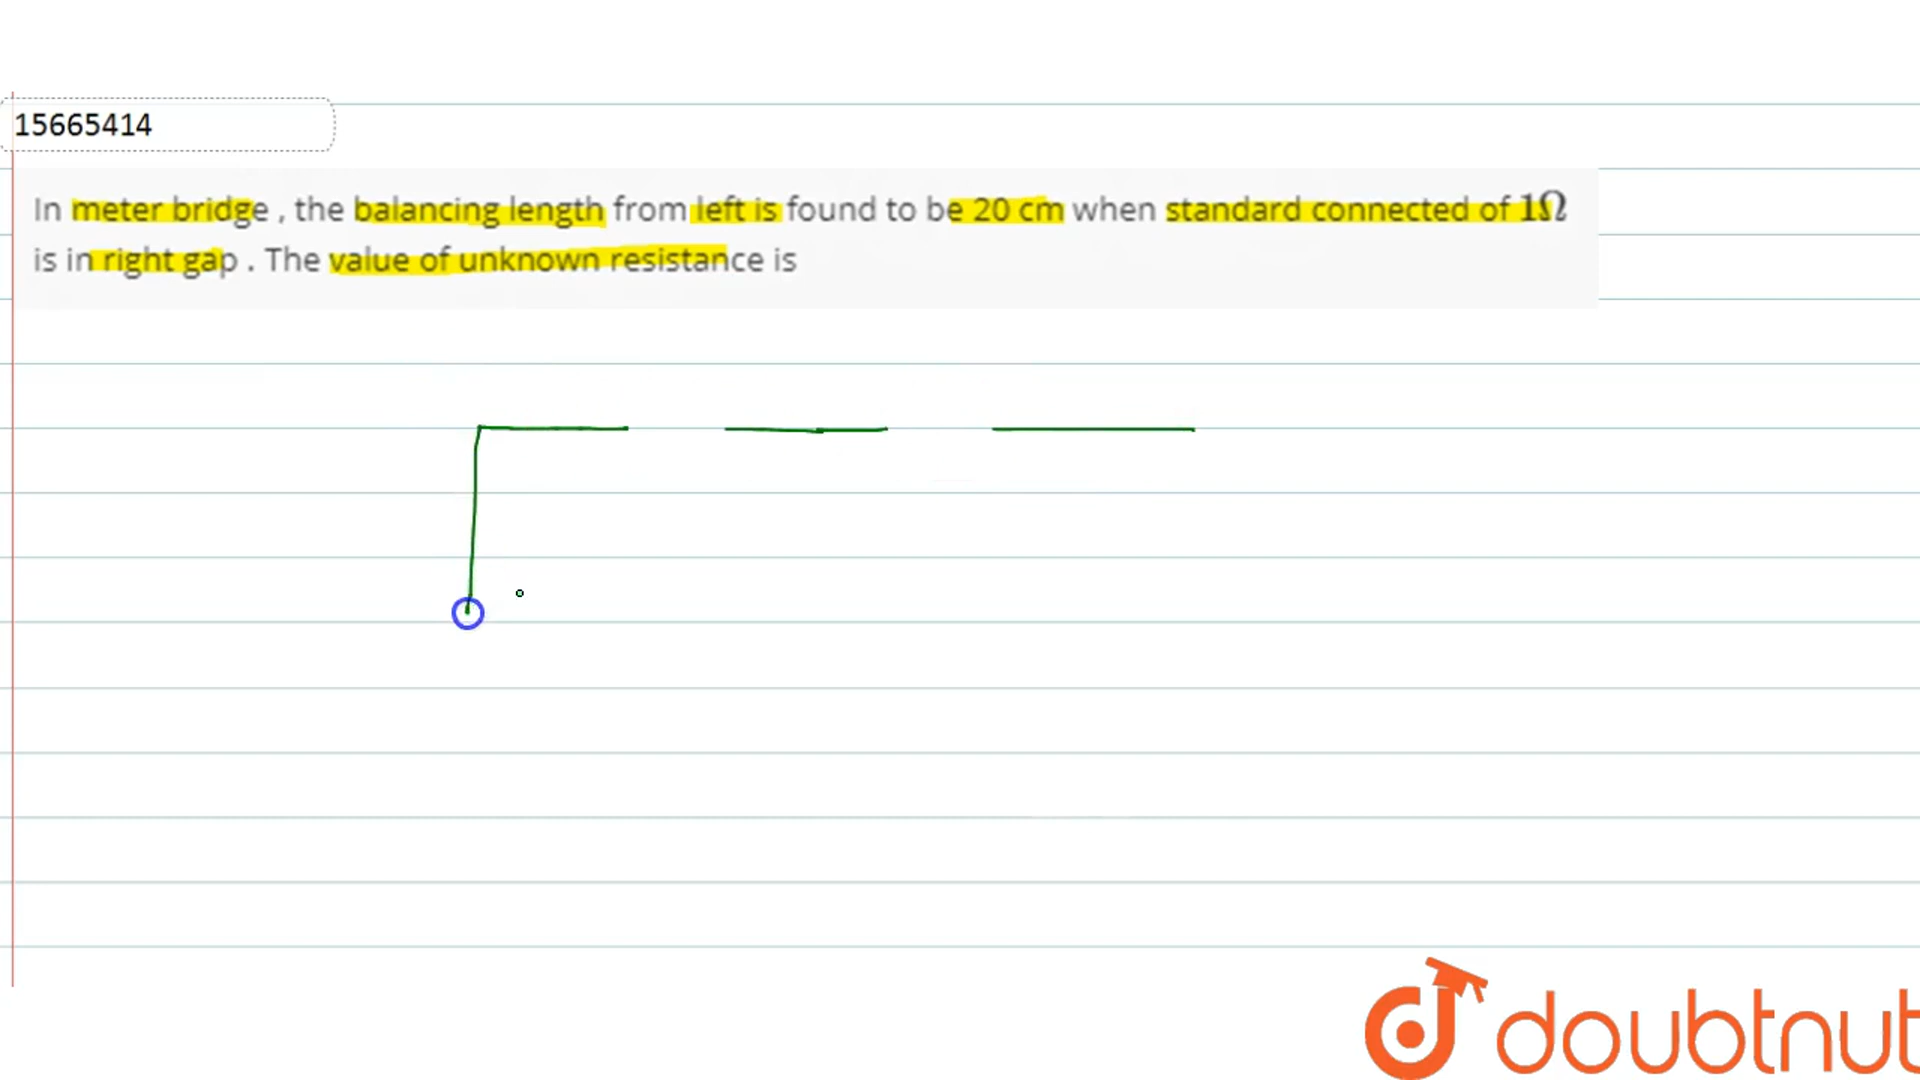 15665414
In meter bridge , the balancing length from left is found to be 20 cm when standard connected of 1Ω
is in right gap . The value of unknown resistance is
doubtnut